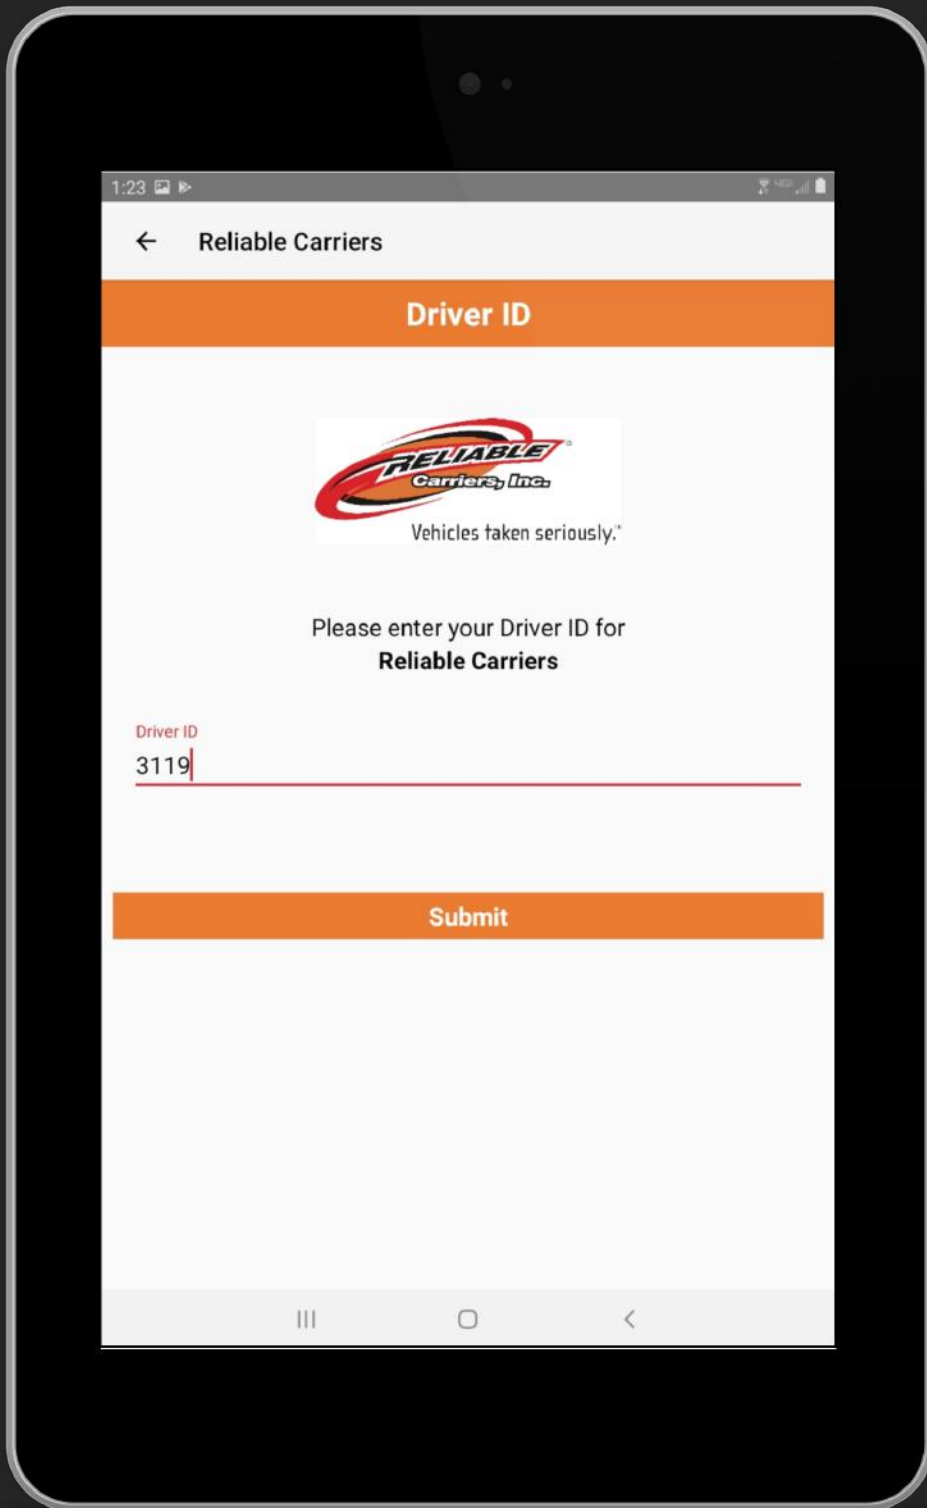 1:23
Reliable Carriers
Driver ID
RELIABLE
Carriers, Inc.
Vehicles taken seriously.
Please enter your Driver ID for
Reliable Carriers
Driver ID
3119
Submit